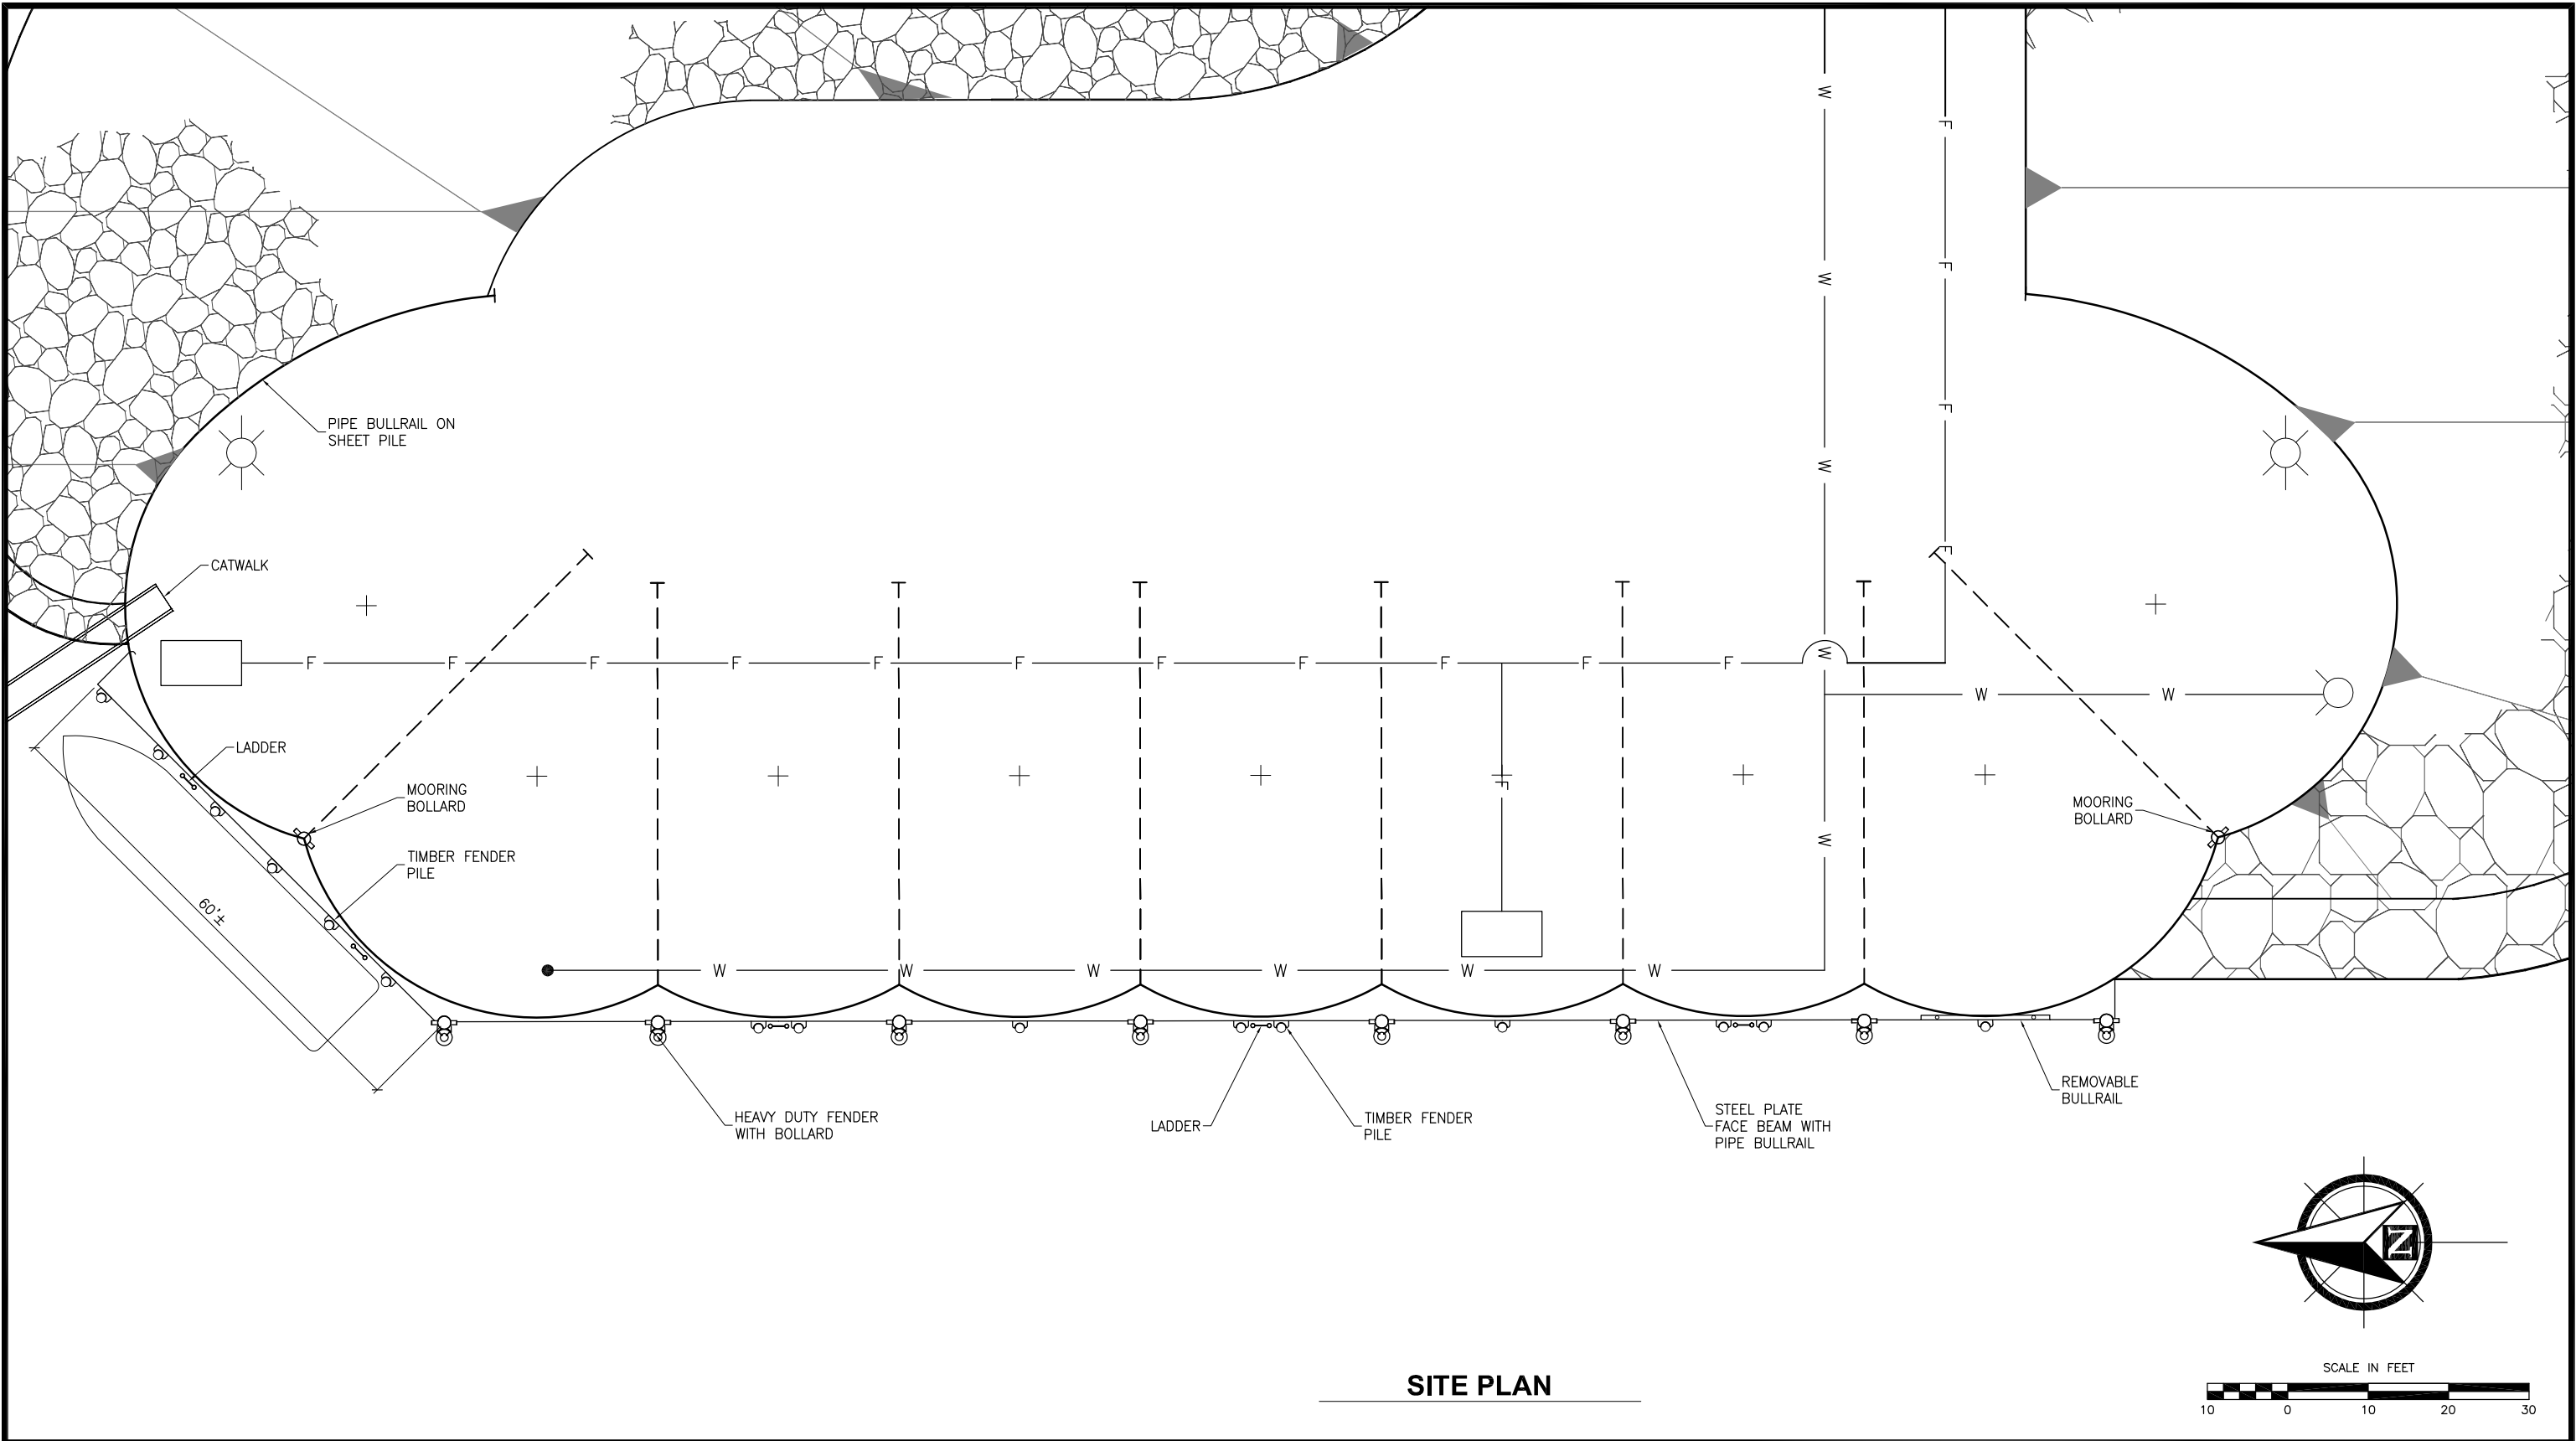 W
F
W
F
W
F
PIPE BULLRAIL ON
SHEET PILE
F
CATWALK
F F F F F F F F F F F W
W W
LADDER
MOORING
BOLLARD
F
MOORING
BOLLARD
W
TIMBER FENDER
PILE
60'±
W W W W W W
REMOVABLE
BULLRAIL
HEAVY DUTY FENDER
WITH BOLLARD
LADDER
TIMBER FENDER
PILE
STEEL PLATE
FACE BEAM WITH
PIPE BULLRAIL
N
SCALE IN FEET
10 0 10 20 30
SITE PLAN